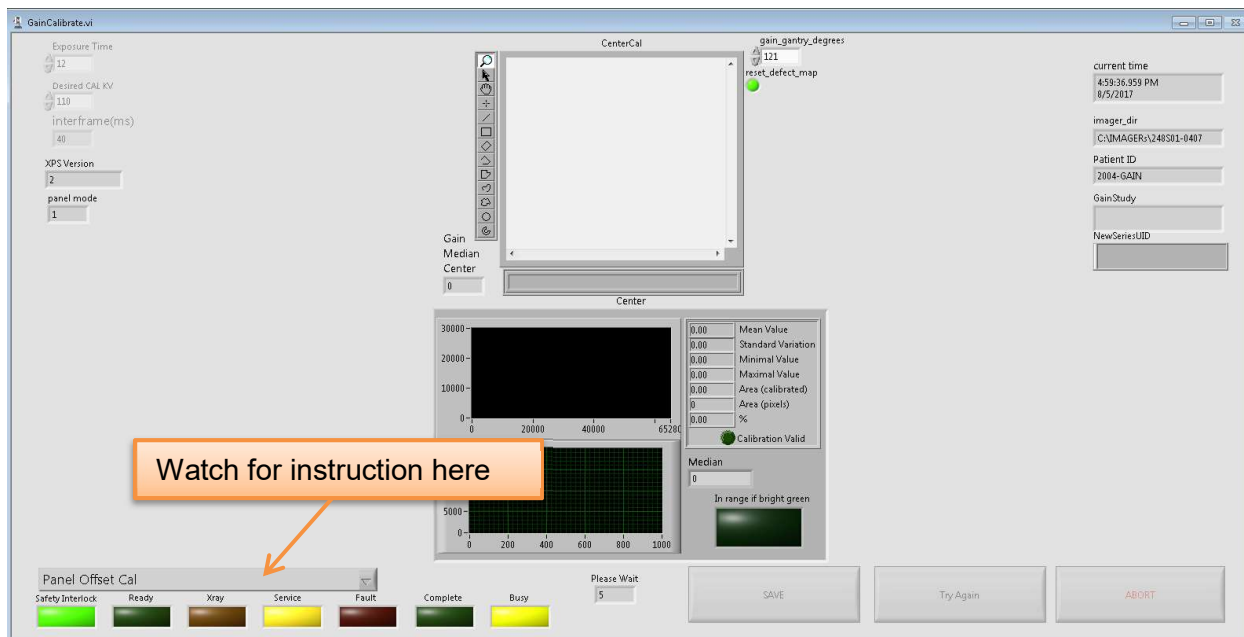 GainCalibrate.vi
Exposure Time
12
Desired CAL KV
110
interframe(ms)
40
XPS Version
2
panel mode
1
CenterCal
gain_gantry_degrees
121
reset_defect_map
Gain
Median
Center
0
Center
current time
4:59:36.959 PM
8/5/2017
imager_dir
C:\IMAGERs\248S01-0407
Patient ID
2004-GAIN
GainStudy
NewSeriesUID
30000
20000
10000
0
0 20000 40000 65280
0.00 Mean Value
0.00 Standard Variation
0.00 Minimal Value
0.00 Maximal Value
0.00 Area (calibrated)
0 Area (pixels)
0.00 %
Calibration Valid
Watch for instruction here
5000
0
0 200 400 600 800 1000
Median
0
In range if bright green
Panel Offset Cal
Safety Interlock Ready Xray Service Fault Complete Busy
Please Wait
5
SAVE
Try Again
ABORT